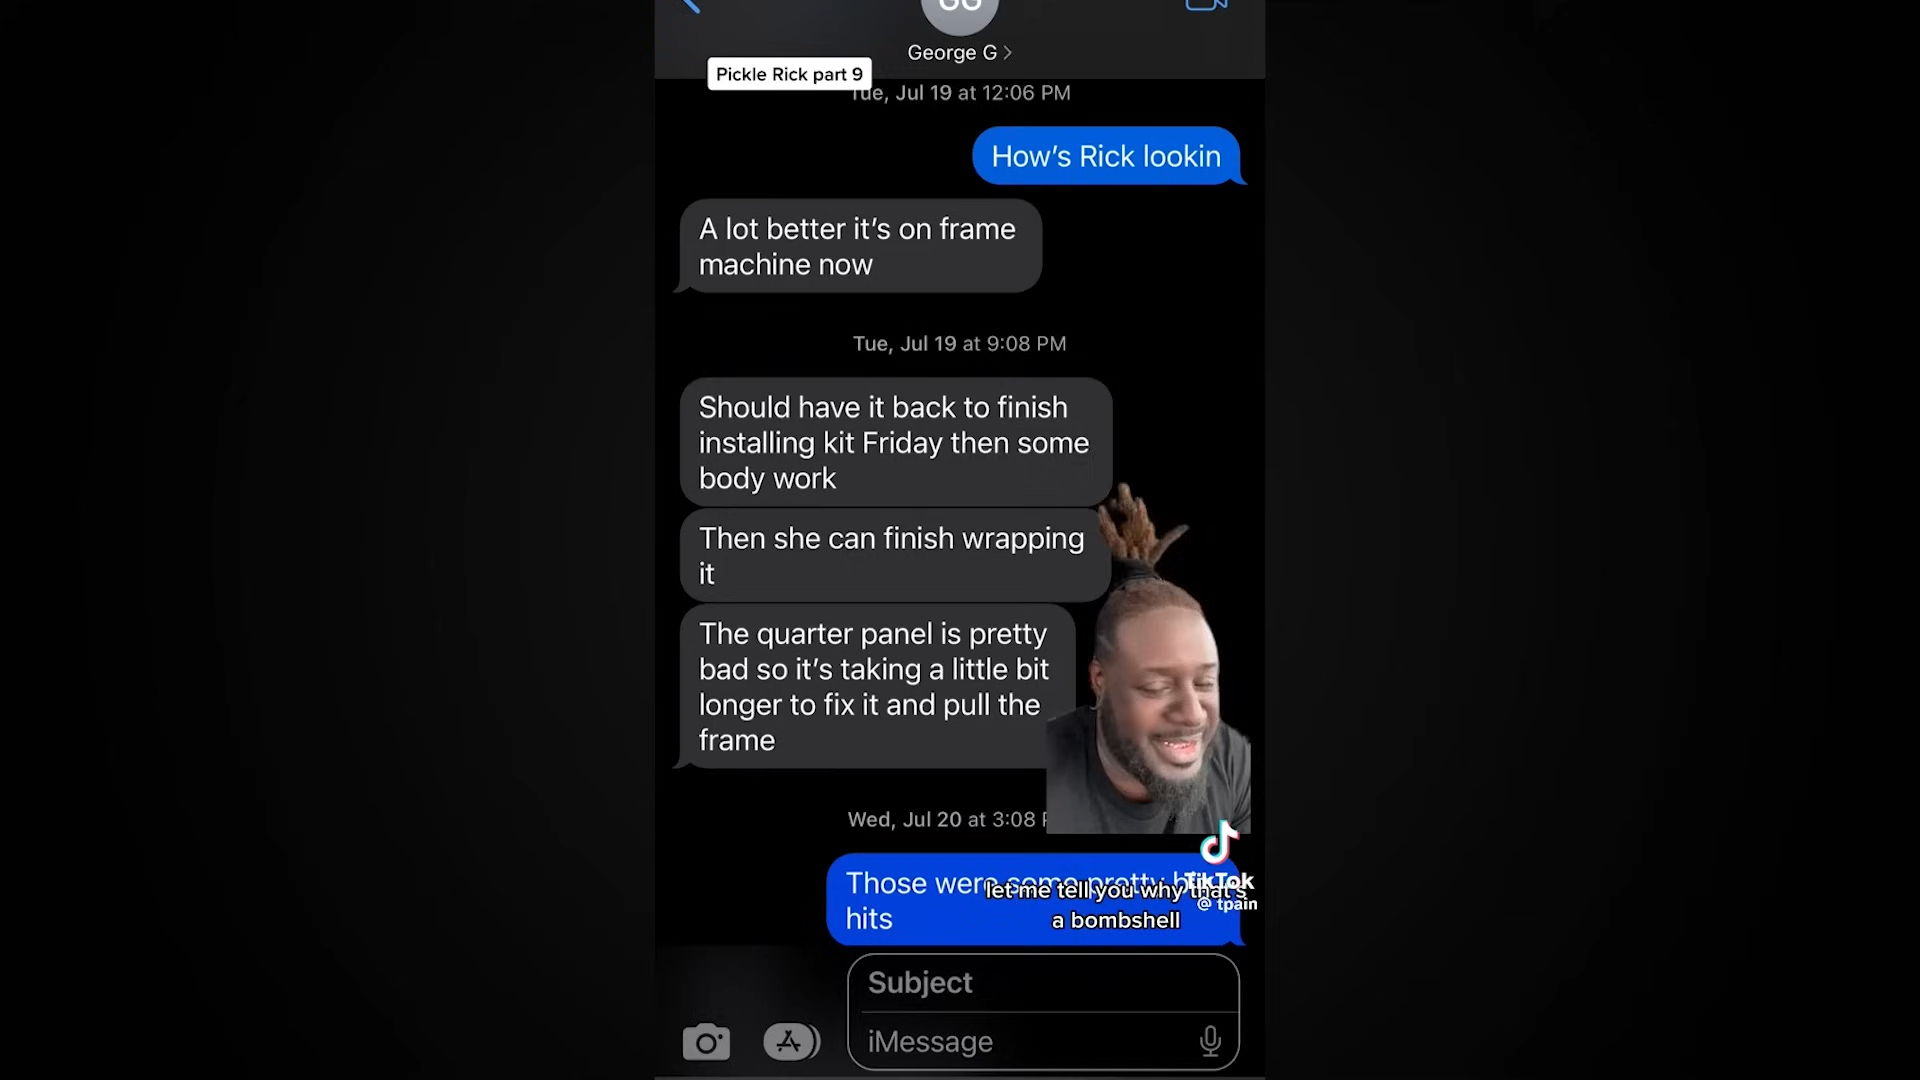 GG
George G
Pickle Rick part 9
Tue, Jul 19 at 12:06 PM
How's Rick lookin
A lot better it's on frame
machine now
Tue, Jul 19 at 9:08 PM
Should have it back to finish
installing kit Friday then some
body work
Then she can finish wrapping
it
The quarter panel is pretty
bad so it's taking a little bit
longer to fix it and pull the
frame
Wed, Jul 20 at 3:08 P
Those were some pretty
hits
let me tell you why that's
a bombshell
TikTok
@ tpain
Subject
iMessage